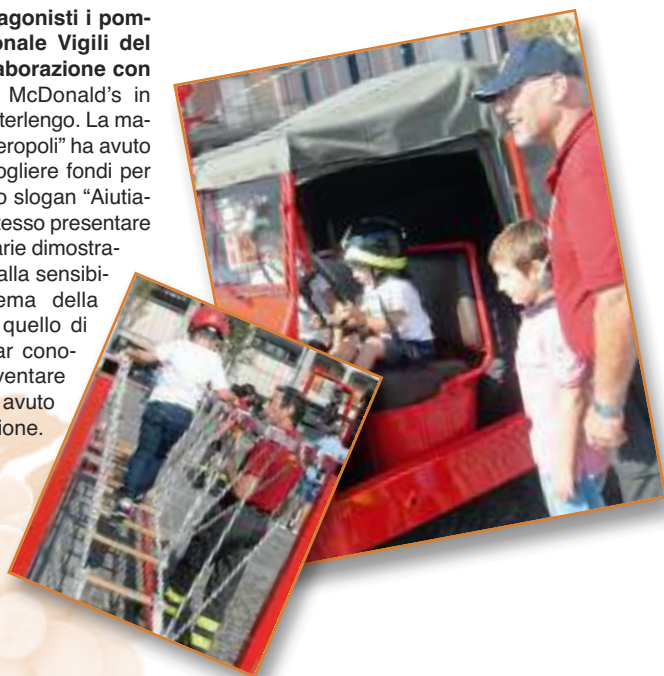 agonisti i pom-
onale Vigili del
aborazione con
McDonald's in
terlengo. La ma-
eropoli" ha avuto
ogliere fondi per
o slogan "Aiutia-
tesso presentare
arie dimostra-
alla sensibi-
ema della
quello di
ar cono-
ventare
avuto
ione.